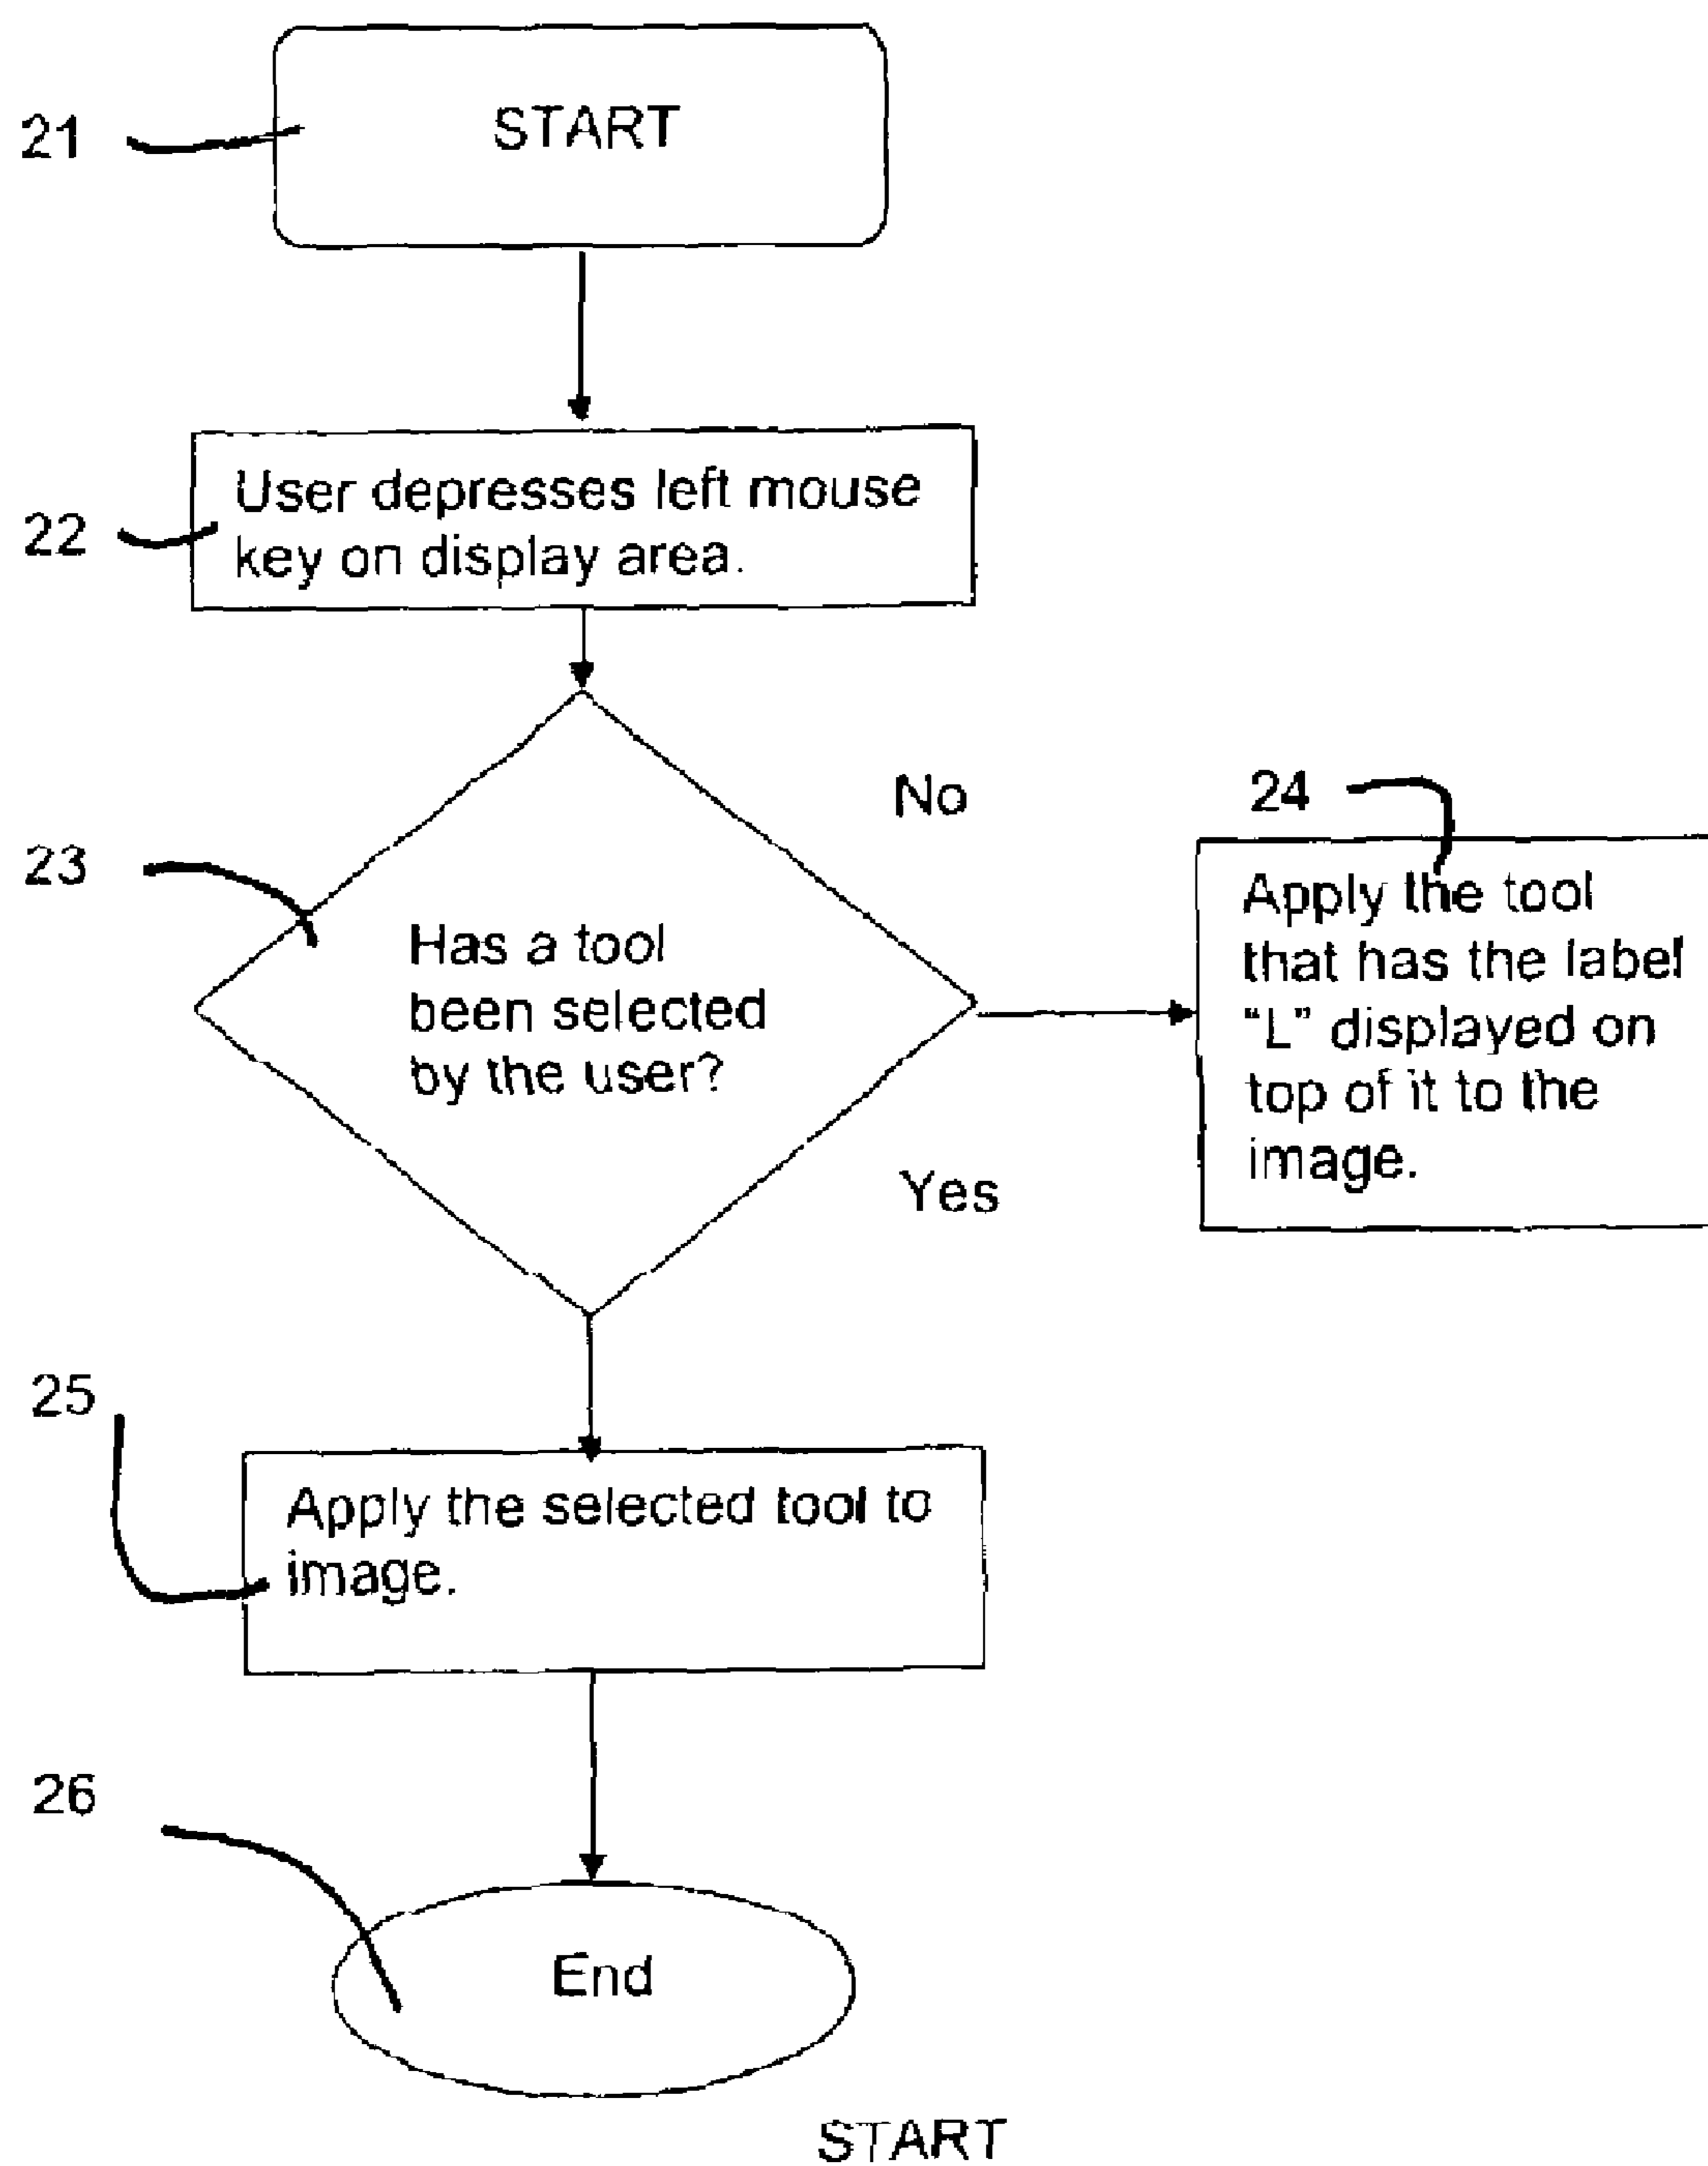 21
START
22
User depresses left mouse
key on display area.
23
Has a tool
been selected
by the user?
No
24
Apply the tool
that has the label
“L” displayed on
top of it to the
image.
Yes
25
Apply the selected tool to
image.
26
End
START